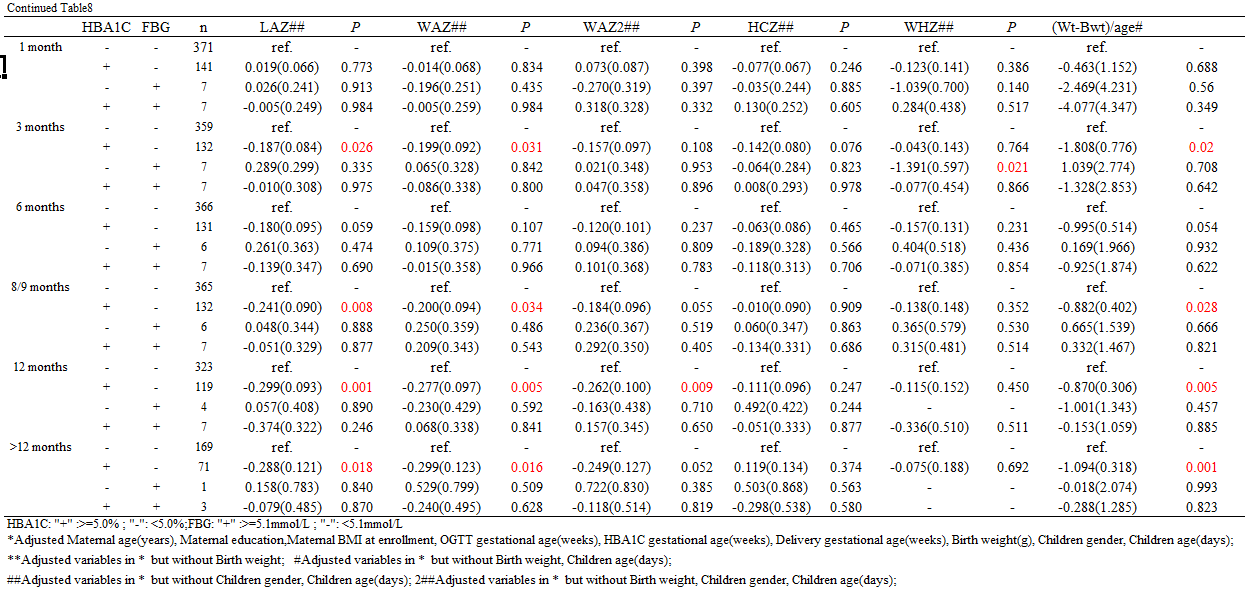 Continued Table8
HBA1C FBG n LAZ## P WAZ## P WAZ2## P HCZ## P WHZ## P (Wt-Bwt)/age#
1 month - - 371 ref. - ref. - ref. - ref. - ref. - ref. -
+ - 141 0.019(0.066) 0.773 -0.014(0.068) 0.834 0.073(0.087) 0.398 -0.077(0.067) 0.246 -0.123(0.141) 0.386 -0.463(1.152) 0.688
- + 7 0.026(0.241) 0.913 -0.196(0.251) 0.435 -0.270(0.319) 0.397 -0.035(0.244) 0.885 -1.039(0.700) 0.140 -2.469(4.231) 0.56
+ + 7 -0.005(0.249) 0.984 -0.005(0.259) 0.984 0.318(0.328) 0.332 0.130(0.252) 0.605 0.284(0.438) 0.517 -4.077(4.347) 0.349
3 months - - 359 ref. - ref. - ref. - ref. - ref. - ref. -
+ - 132 -0.187(0.084) 0.026 -0.199(0.092) 0.031 -0.157(0.097) 0.108 -0.142(0.080) 0.076 -0.043(0.143) 0.764 -1.808(0.776) 0.02
- + 7 0.289(0.299) 0.335 0.065(0.328) 0.842 0.021(0.348) 0.953 -0.064(0.284) 0.823 -1.391(0.597) 0.021 1.039(2.774) 0.708
+ + 7 -0.010(0.308) 0.975 -0.086(0.338) 0.800 0.047(0.358) 0.896 0.008(0.293) 0.978 -0.077(0.454) 0.866 -1.328(2.853) 0.642
6 months - - 366 ref. - ref. - ref. - ref. - ref. - ref. -
+ - 131 -0.180(0.095) 0.059 -0.159(0.098) 0.107 -0.120(0.101) 0.237 -0.063(0.086) 0.465 -0.157(0.131) 0.231 -0.995(0.514) 0.054
- + 6 0.261(0.363) 0.474 0.109(0.375) 0.771 0.094(0.386) 0.809 -0.189(0.328) 0.566 0.404(0.518) 0.436 0.169(1.966) 0.932
+ + 7 -0.139(0.347) 0.690 -0.015(0.358) 0.966 0.101(0.368) 0.783 -0.118(0.313) 0.706 -0.071(0.385) 0.854 -0.925(1.874) 0.622
8/9 months - - 365 ref. - ref. - ref. - ref. - ref. - ref. -
+ - 132 -0.241(0.090) 0.008 -0.200(0.094) 0.034 -0.184(0.096) 0.055 -0.010(0.090) 0.909 -0.138(0.148) 0.352 -0.882(0.402) 0.028
- + 6 0.048(0.344) 0.888 0.250(0.359) 0.486 0.236(0.367) 0.519 0.060(0.347) 0.863 0.365(0.579) 0.530 0.665(1.539) 0.666
+ + 7 -0.051(0.329) 0.877 0.209(0.343) 0.543 0.292(0.350) 0.405 -0.134(0.331) 0.686 0.315(0.481) 0.514 0.332(1.467) 0.821
12 months - - 323 ref. - ref. - ref. - ref. - ref. - ref. -
+ - 119 -0.299(0.093) 0.001 -0.277(0.097) 0.005 -0.262(0.100) 0.009 -0.111(0.096) 0.247 -0.115(0.152) 0.450 -0.870(0.306) 0.005
- + 4 0.057(0.408) 0.890 -0.230(0.429) 0.592 -0.163(0.438) 0.710 0.492(0.422) 0.244 - - -1.001(1.343) 0.457
+ + 7 -0.374(0.322) 0.246 0.068(0.338) 0.841 0.157(0.345) 0.650 -0.051(0.333) 0.877 -0.336(0.510) 0.511 -0.153(1.059) 0.885
>12 months - - 169 ref. - ref. - ref. - ref. - ref. - ref. -
+ - 71 -0.288(0.121) 0.018 -0.299(0.123) 0.016 -0.249(0.127) 0.052 0.119(0.134) 0.374 -0.075(0.188) 0.692 -1.094(0.318) 0.001
- + 1 0.158(0.783) 0.840 0.529(0.799) 0.509 0.722(0.830) 0.385 0.503(0.868) 0.563 - - -0.018(2.074) 0.993
+ + 3 -0.079(0.485) 0.870 -0.240(0.495) 0.628 -0.118(0.514) 0.819 -0.298(0.538) 0.580 - - -0.288(1.285) 0.823
HBA1C: "+" :>=5.0% ; "-": <5.0%;FBG: "+" :>=5.1mmol/L ; "-": <5.1mmol/L
*Adjusted Maternal age(years), Maternal education,Maternal BMI at enrollment, OGTT gestational age(weeks), HBA1C gestational age(weeks), Delivery gestational age(weeks), Birth weight(g), Children gender, Children age(days);
**Adjusted variables in * but without Birth weight; #Adjusted variables in * but without Birth weight, Children age(days);
##Adjusted variables in * but without Children gender, Children age(days); 2##Adjusted variables in * but without Birth weight, Children gender, Children age(days);